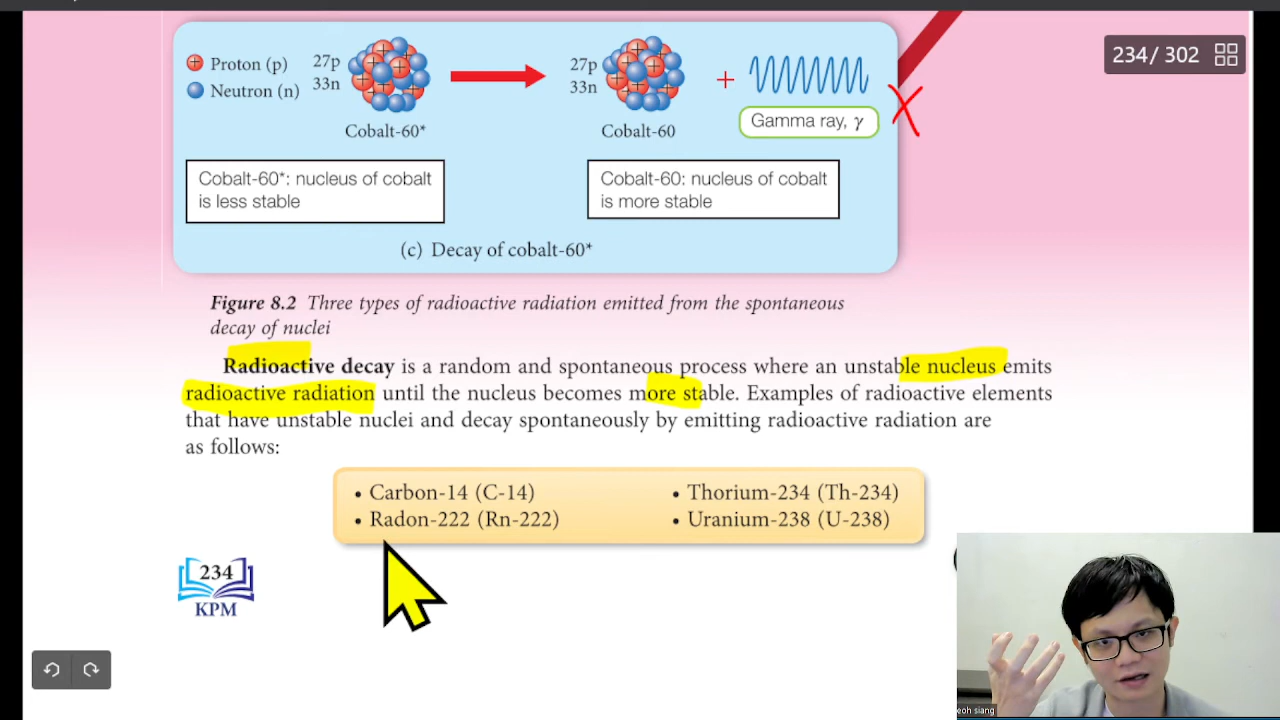 234/ 302
Proton (p)
Neutron (n)
27p
33n
Cobalt-60*
27p
33n
Cobalt-60
+
Gamma ray, γ
Cobalt-60*: nucleus of cobalt
is less stable
Cobalt-60: nucleus of cobalt
is more stable
(c) Decay of cobalt-60*
Figure 8.2 Three types of radioactive radiation emitted from the spontaneous
decay of nuclei
Radioactive decay is a random and spontaneous process where an unstable nucleus emits
radioactive radiation until the nucleus becomes more stable. Examples of radioactive elements
that have unstable nuclei and decay spontaneously by emitting radioactive radiation are
as follows:
• Carbon-14 (C-14)
• Radon-222 (Rn-222)
• Thorium-234 (Th-234)
• Uranium-238 (U-238)
234
KPM
eoh siang